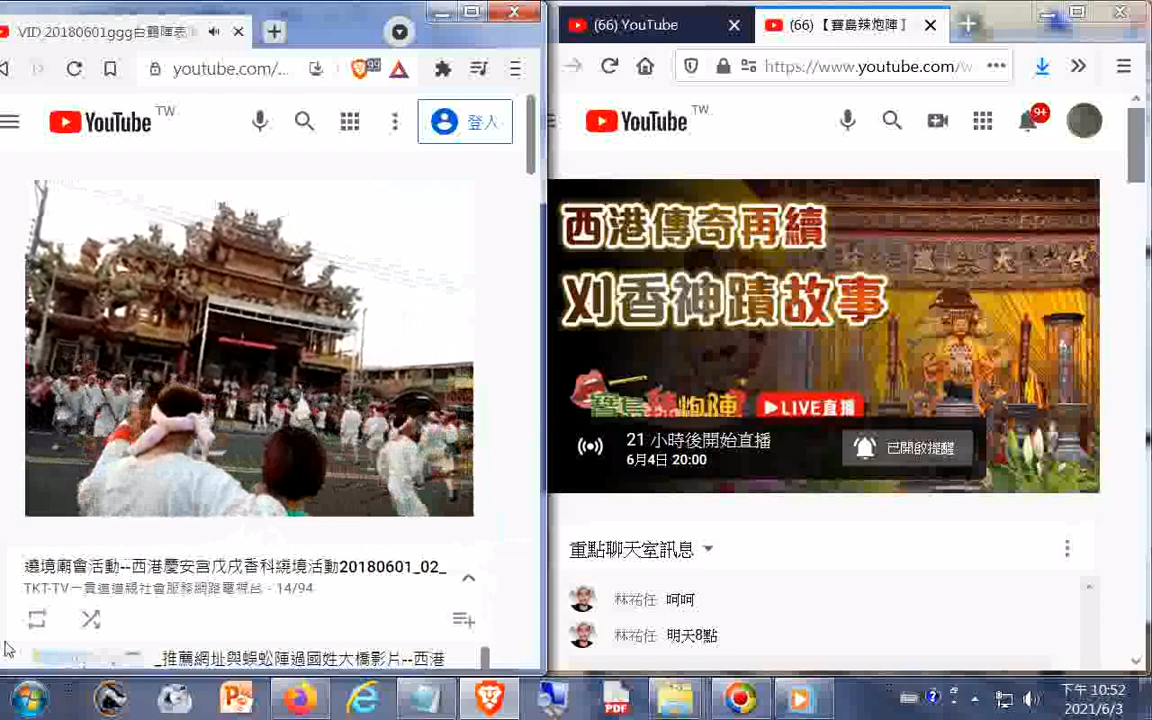 VID 20180601ggg白鶴陣表
youtube.com/...
99
YouTube TW
登入
遶境廟會活動--西港慶安宮戊戌香科繞境活動20180601_02_
TKT-TV一貫道道親社會服務網路電視台 - 14/94
_推薦網址與蜈蚣陣過國姓大橋影片--西港
(66) YouTube
(66) 【 寶島辣炮陣 】
https://www.youtube.com/w
YouTube TW
9+
西港傳奇再續
刈香神蹟故事
寶島辣炮陣
LIVE直播
21 小時後開始直播
6月4日 20:00
已開啟提醒
重點聊天室訊息
林祐任 呵呵
林祐任 明天8點
PDF
下午 10:52
2021/6/3